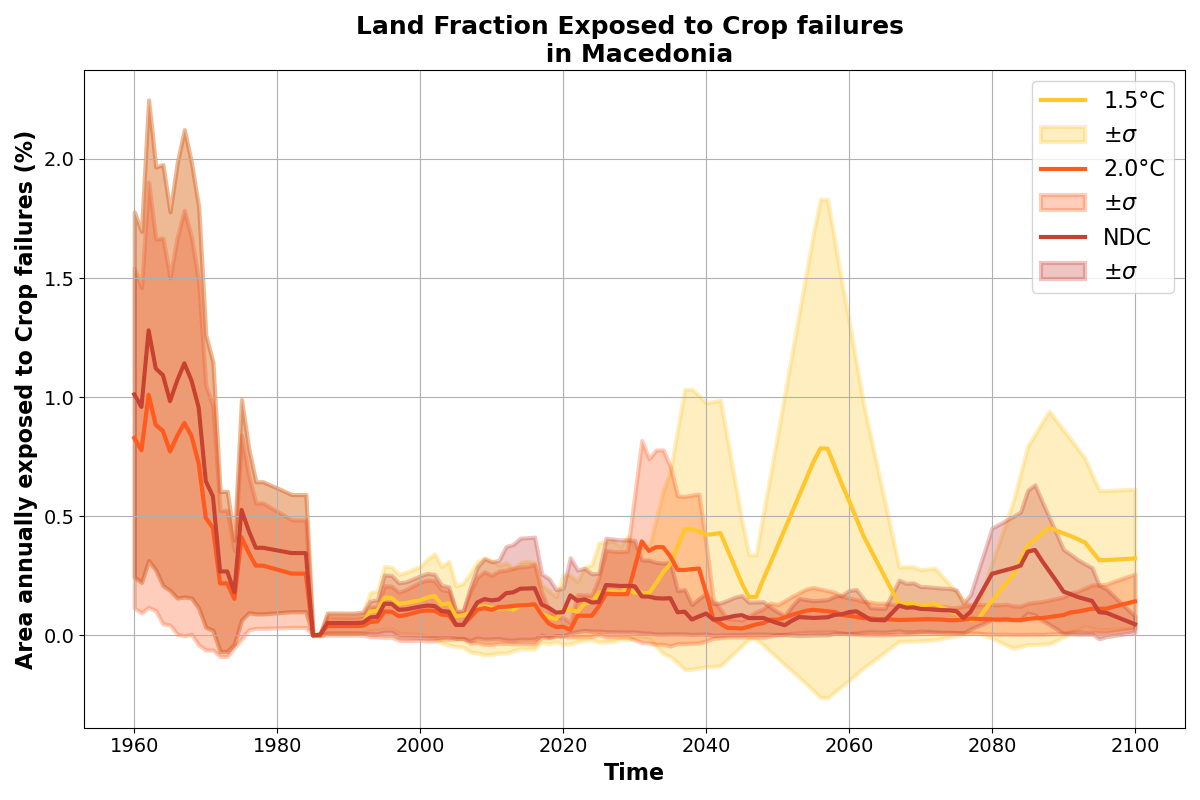 Land Fraction Exposed to Crop failures
in Macedonia
Area annually exposed to Crop failures (%)
2.0
1.5
1.0
0.5
0.0
1960
1980
2000
2020
2040
2060
2080
2100
Time
1.5°C
±σ
2.0°C
±σ
NDC
±σ